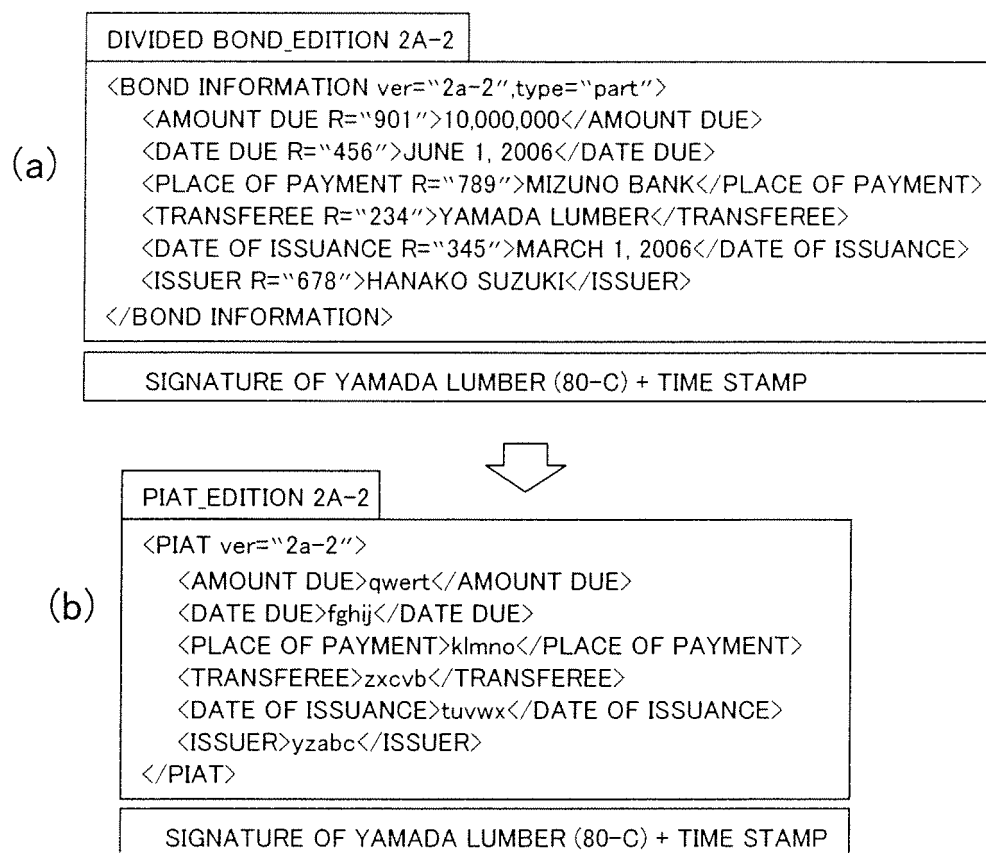 DIVIDED BOND_EDITION 2A-2
(a)
<BOND INFORMATION ver="2a-2",type="part">
<AMOUNT DUE R="901">10,000,000</AMOUNT DUE>
<DATE DUE R="456">JUNE 1, 2006</DATE DUE>
<PLACE OF PAYMENT R="789">MIZUNO BANK</PLACE OF PAYMENT>
<TRANSFEREE R="234">YAMADA LUMBER</TRANSFEREE>
<DATE OF ISSUANCE R="345">MARCH 1, 2006</DATE OF ISSUANCE>
<ISSUER R="678">HANAKO SUZUKI</ISSUER>
</BOND INFORMATION>
SIGNATURE OF YAMADA LUMBER (80-C) + TIME STAMP
PIAT_EDITION 2A-2
(b)
<PIAT ver="2a-2">
<AMOUNT DUE>qwert</AMOUNT DUE>
<DATE DUE>fghij</DATE DUE>
<PLACE OF PAYMENT>klmno</PLACE OF PAYMENT>
<TRANSFEREE>zxcvb</TRANSFEREE>
<DATE OF ISSUANCE>tuvwx</DATE OF ISSUANCE>
<ISSUER>yzabc</ISSUER>
</PIAT>
SIGNATURE OF YAMADA LUMBER (80-C) + TIME STAMP